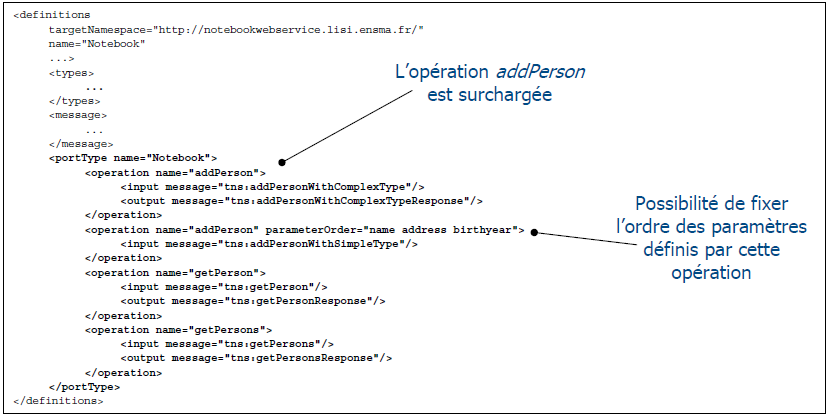 <definitions
targetNamespace="http://notebookwebservice.lisi.ensma.fr/"
name="Notebook"
...>
<types>
...
</types>
<message>
...
</message>
<portType name="Notebook">
<operation name="addPerson">
<input message="tns:addPersonWithComplexType"/>
<output message="tns:addPersonWithComplexTypeResponse"/>
</operation>
<operation name="addPerson" parameterOrder="name address birthyear">
<input message="tns:addPersonWithSimpleType"/>
</operation>
<operation name="getPerson">
<input message="tns:getPerson"/>
<output message="tns:getPersonResponse"/>
</operation>
<operation name="getPersons">
<input message="tns:getPersons"/>
<output message="tns:getPersonsResponse"/>
</operation>
</portType>
</definitions>
L'opération addPerson
est surchargée
Possibilité de fixer
l'ordre des paramètres
définis par cette
opération